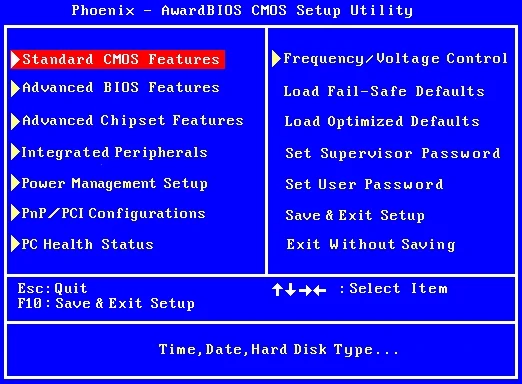 Phoenix - AwardBIOS CMOS Setup Utility
Standard CMOS Features
Advanced BIOS Features
Advanced Chipset Features
Integrated Peripherals
Power Management Setup
PnP/PCI Configurations
PC Health Status
Frequency/Voltage Control
Load Fail-Safe Defaults
Load Optimized Defaults
Set Supervisor Password
Set User Password
Save & Exit Setup
Exit Without Saving
Esc: Quit
F10: Save & Exit Setup
↑↓→← : Select Item
Time, Date, Hard Disk Type...